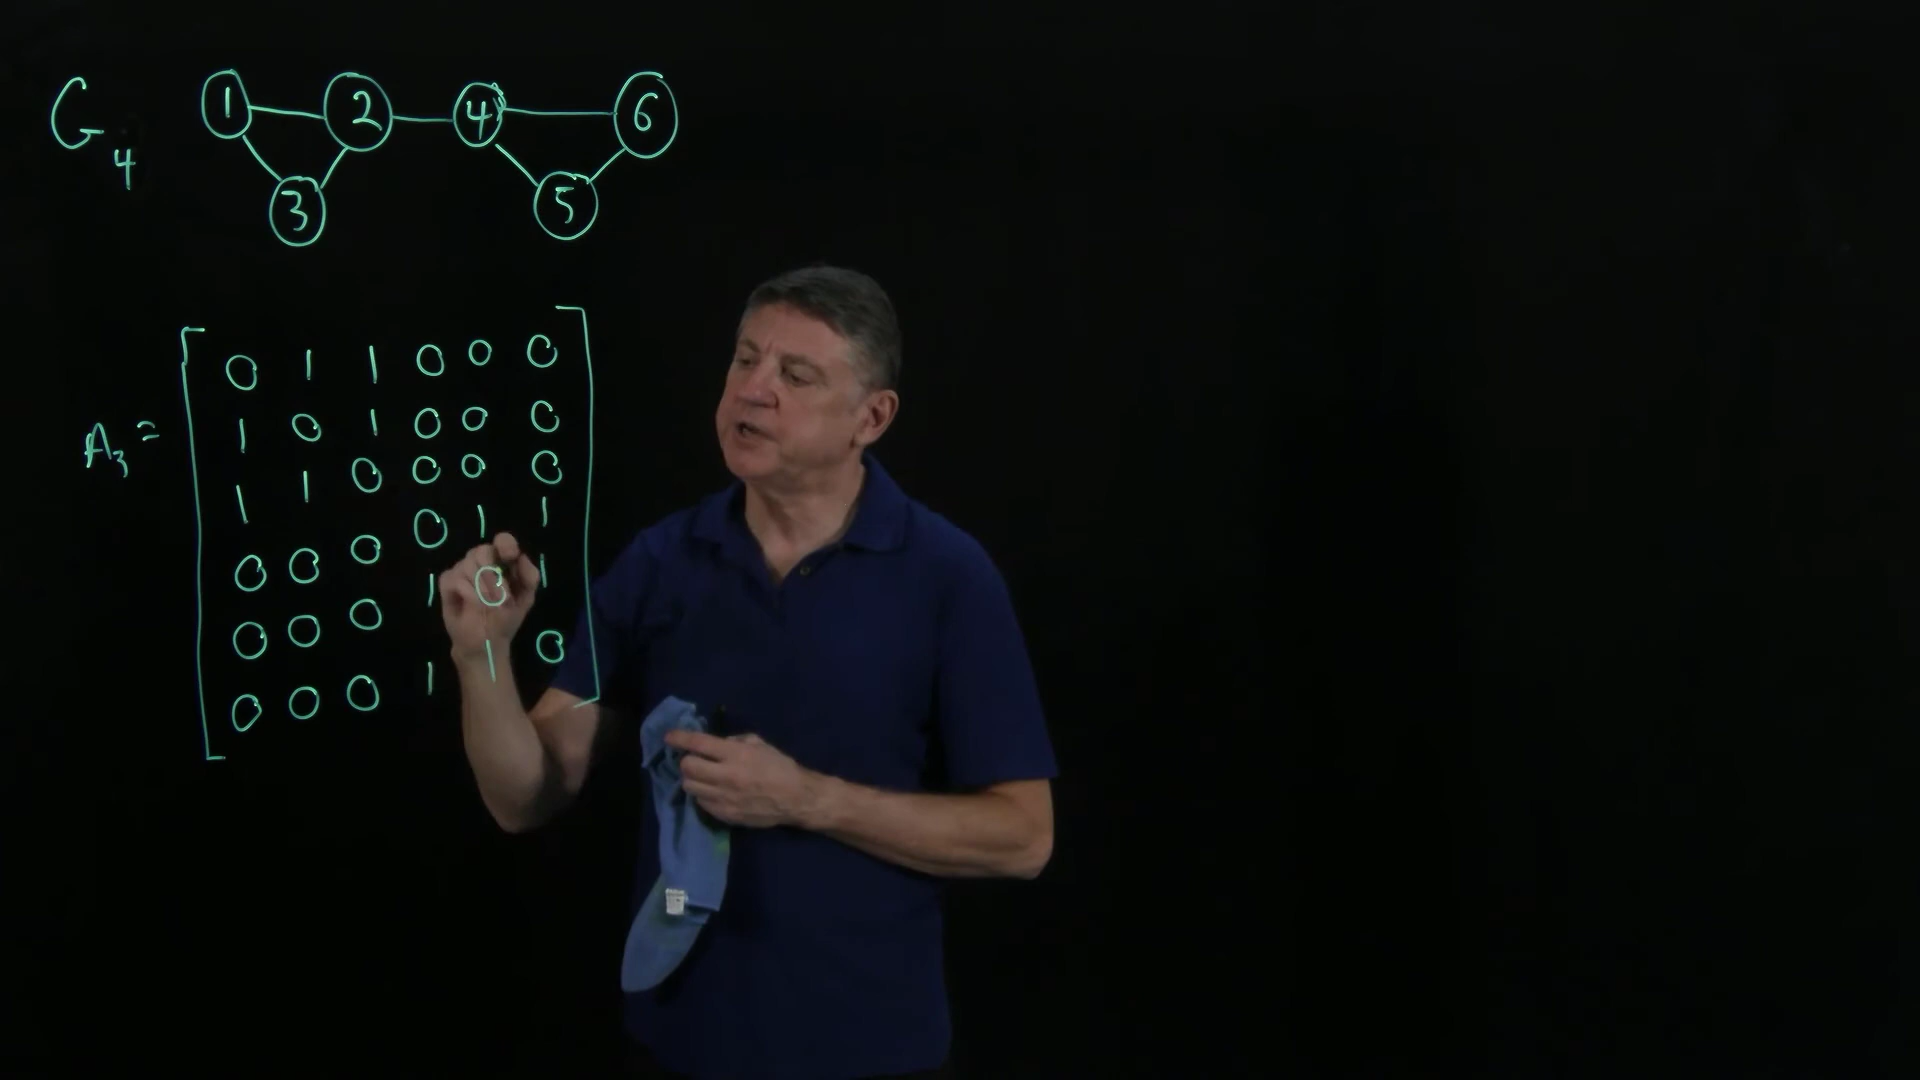 G4 1 2 4 6
3 5
A3 = 0 1 1 0 0 0
1 0 1 0 0 0
1 1 0 0 0 0
0 0 0 0 1 1
0 0 0 1 0 1
0 0 0 1 1 0